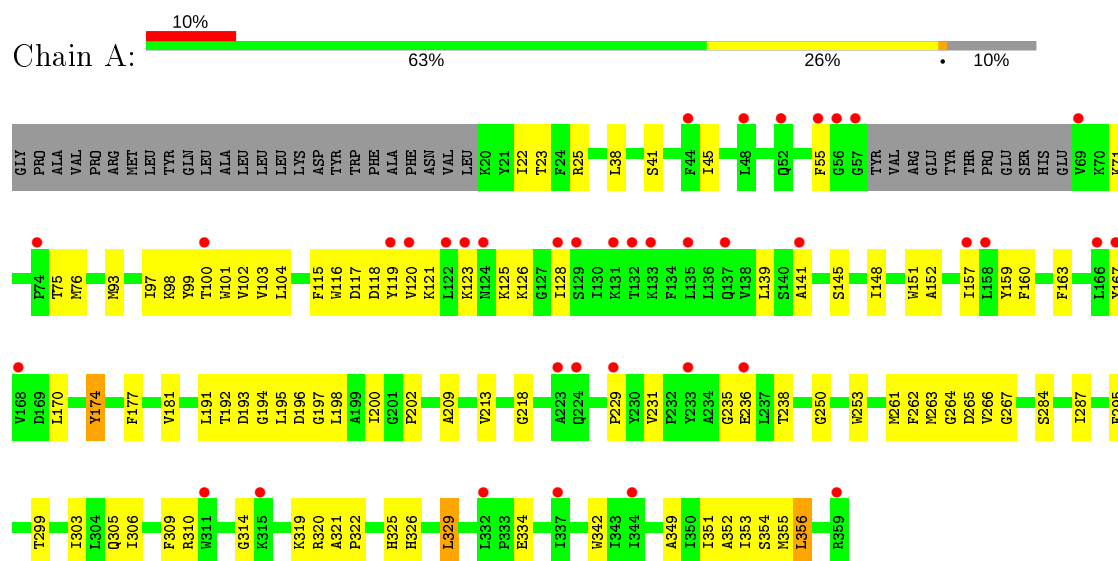 10%
Chain A:
63% 26% • 10%
GLY PRO ALA VAL PRO ARG MET LEU TYR GLN LEU ALA LEU LEU LEU LYS ASP TYR TRP PHE ALA PHE ASN VAL LEU K20 Y21 I22 T23 F24 R25 L38 S41 F44 I45 L48 Q52 F55 G56 G57 TYR VAL ARG GLU TYR THR PRO GLU SER HIS GLU V69 K70 K71
P74 T75 M76 M93 I97 K98 Y99 T100 W101 V102 V103 L104 F115 W116 D117 D118 Y119 V120 K121 L122 K123 N124 K125 K126 G127 I128 S129 I130 K131 T132 K133 F134 L135 L136 Q137 V138 L139 S140 A141 S145 I148 W151 A152 I157 L158 Y159 F160 F163 L166 Y167
V168 D169 L170 Y174 F177 V181 L191 T192 D193 G194 L195 D196 G197 L198 A199 I200 G201 P202 A209 V213 G218 A223 Q224 P229 Y230 V231 P232 Y233 A234 G235 E236 L237 T238 G250 W253 M261 F262 M263 G264 D265 V266 G267 S284 I287
T299 I303 L304 Q305 I306 F309 R310 W311 G314 K315 K319 R320 A321 P322 H325 H326 L329 L332 P333 E334 I337 W342 I343 I344 A349 I350 I351 A352 I353 S354 M355 L356 R359